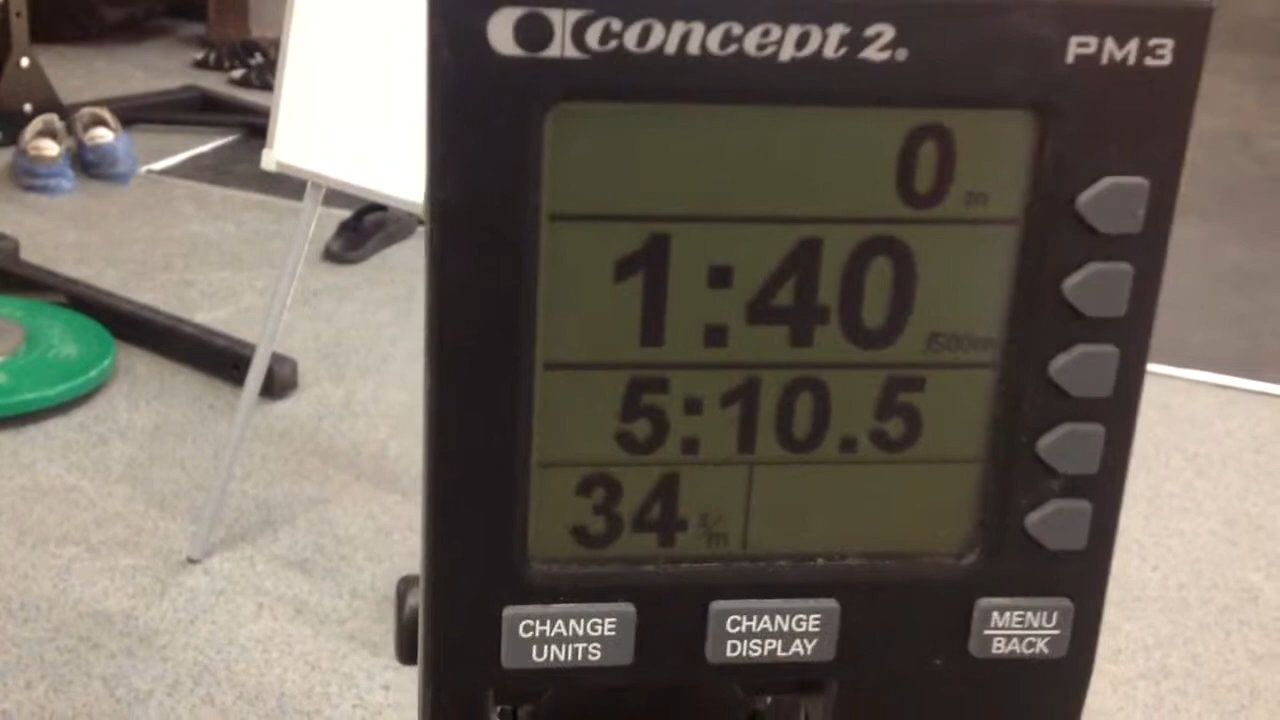 concept 2.
PM3
0 m
1:40 /500m
5:10.5
34 s/m
CHANGE UNITS
CHANGE DISPLAY
MENU BACK